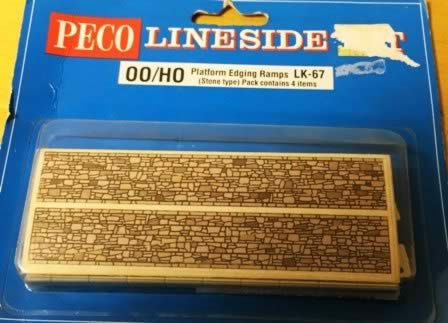 PECO LINESIDE
OO/HO Platform Edging Ramps LK-67
(Stone type) Pack contains 4 items